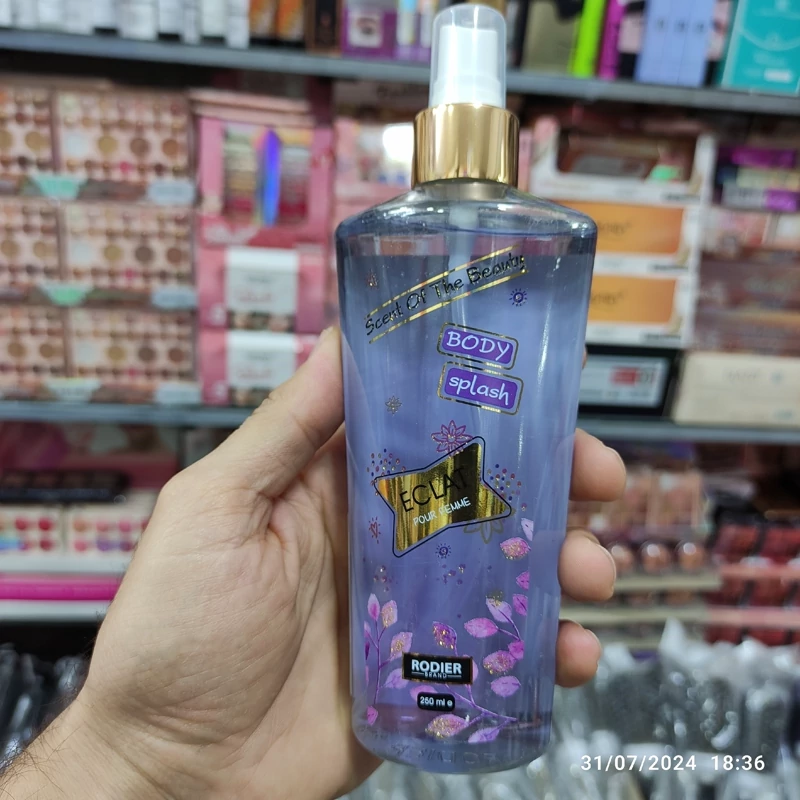 Scent Of The Beauty
BODY
splash
ECLAT
POUR FEMME
RODIER
BRAND
250 ml e
31/07/2024 18:36